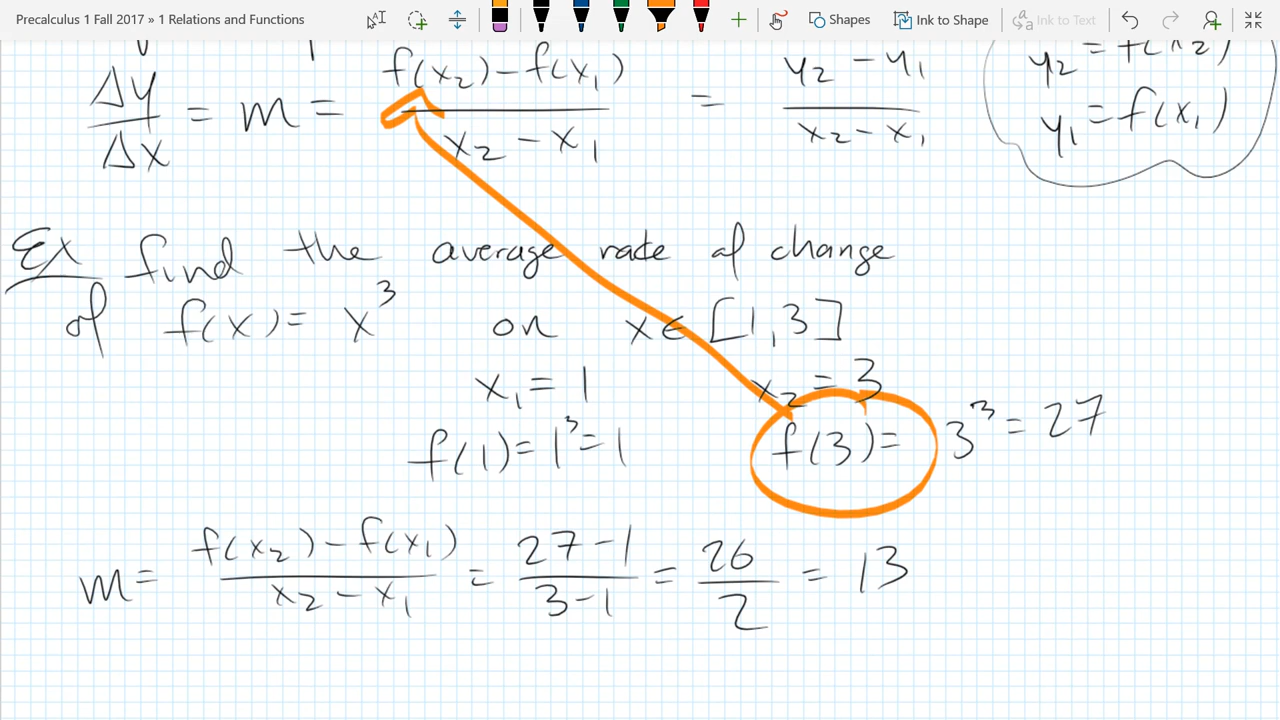 Precalculus 1 Fall 2017 » 1 Relations and Functions
Shapes
Ink to Shape
Ink to Text
Δy/Δx = m = (f(x₂) - f(x₁))/(x₂ - x₁) = (y₂ - y₁)/(x₂ - x₁)
y₂ = f(x₂)
y₁ = f(x₁)
Ex find the average rate of change
of f(x) = x³ on x ∈ [1, 3]
x₁ = 1 x₂ = 3
f(1) = 1³ = 1 f(3) = 3³ = 27
m = (f(x₂) - f(x₁))/(x₂ - x₁) = (27 - 1)/(3 - 1) = 26/2 = 13